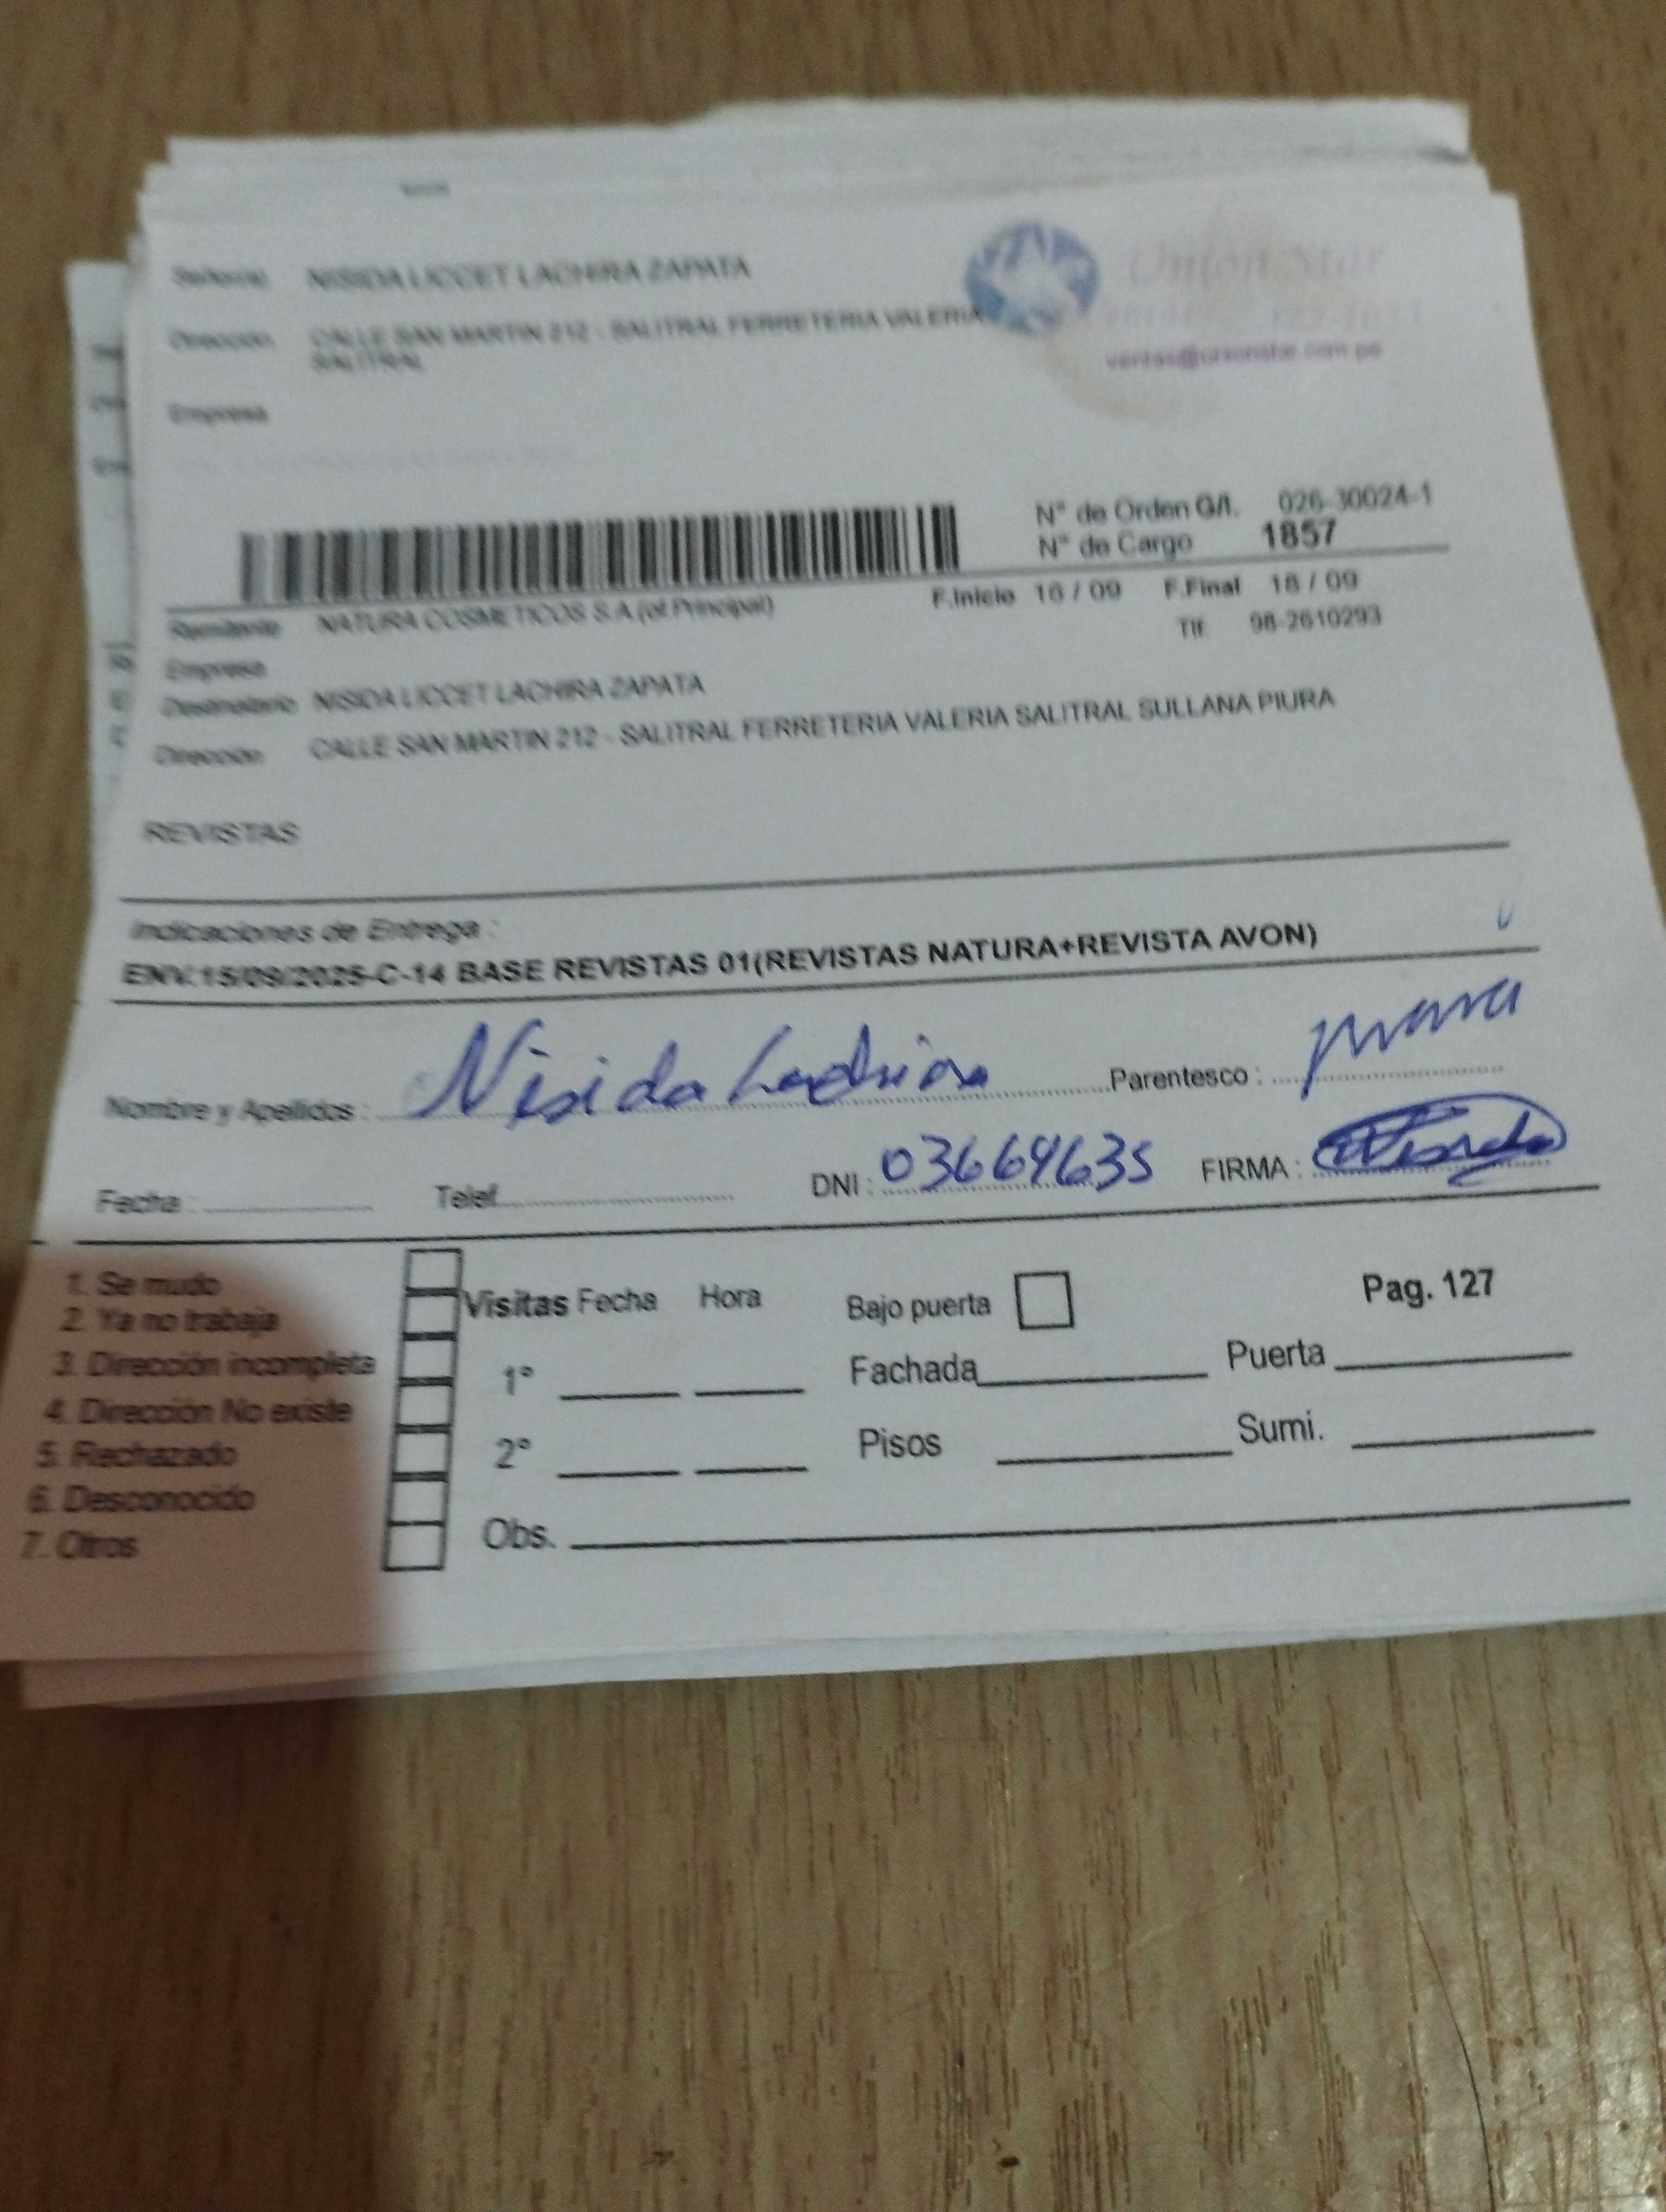 Señor(a) NISIDA LICCET LACHIRA ZAPATA
Dirección CALLE SAN MARTIN 212 - SALITRAL FERRETERIA VALERIA
SALITRAL
Union Star
ventas@unionstar.com.pe
Empresa
N° de Orden G/I. 026-30024-1
N° de Cargo 1857
F.Inicio 16 / 09 F.Final 18 / 09
Remitente NATURA COSMETICOS S.A (of.Principal)
Tlf. 98-2610293
Empresa
Destinatario NISIDA LICCET LACHIRA ZAPATA
Dirección CALLE SAN MARTIN 212 - SALITRAL FERRETERIA VALERIA SALITRAL SULLANA PIURA
REVISTAS
Indicaciones de Entrega :
ENV.15/09/2025-C-14 BASE REVISTAS 01(REVISTAS NATURA+REVISTA AVON)
Nombre y Apellidos : Nisida Lachira Parentesco :
Fecha : Telef. DNI : 03669635 FIRMA :
1. Se mudo
2. Ya no trabaja
3. Dirección incompleta
4. Dirección No existe
5. Rechazado
6. Desconocido
7. Otros
Visitas Fecha Hora Bajo puerta Pag. 127
1° Fachada Puerta
2° Pisos Sumi.
Obs.